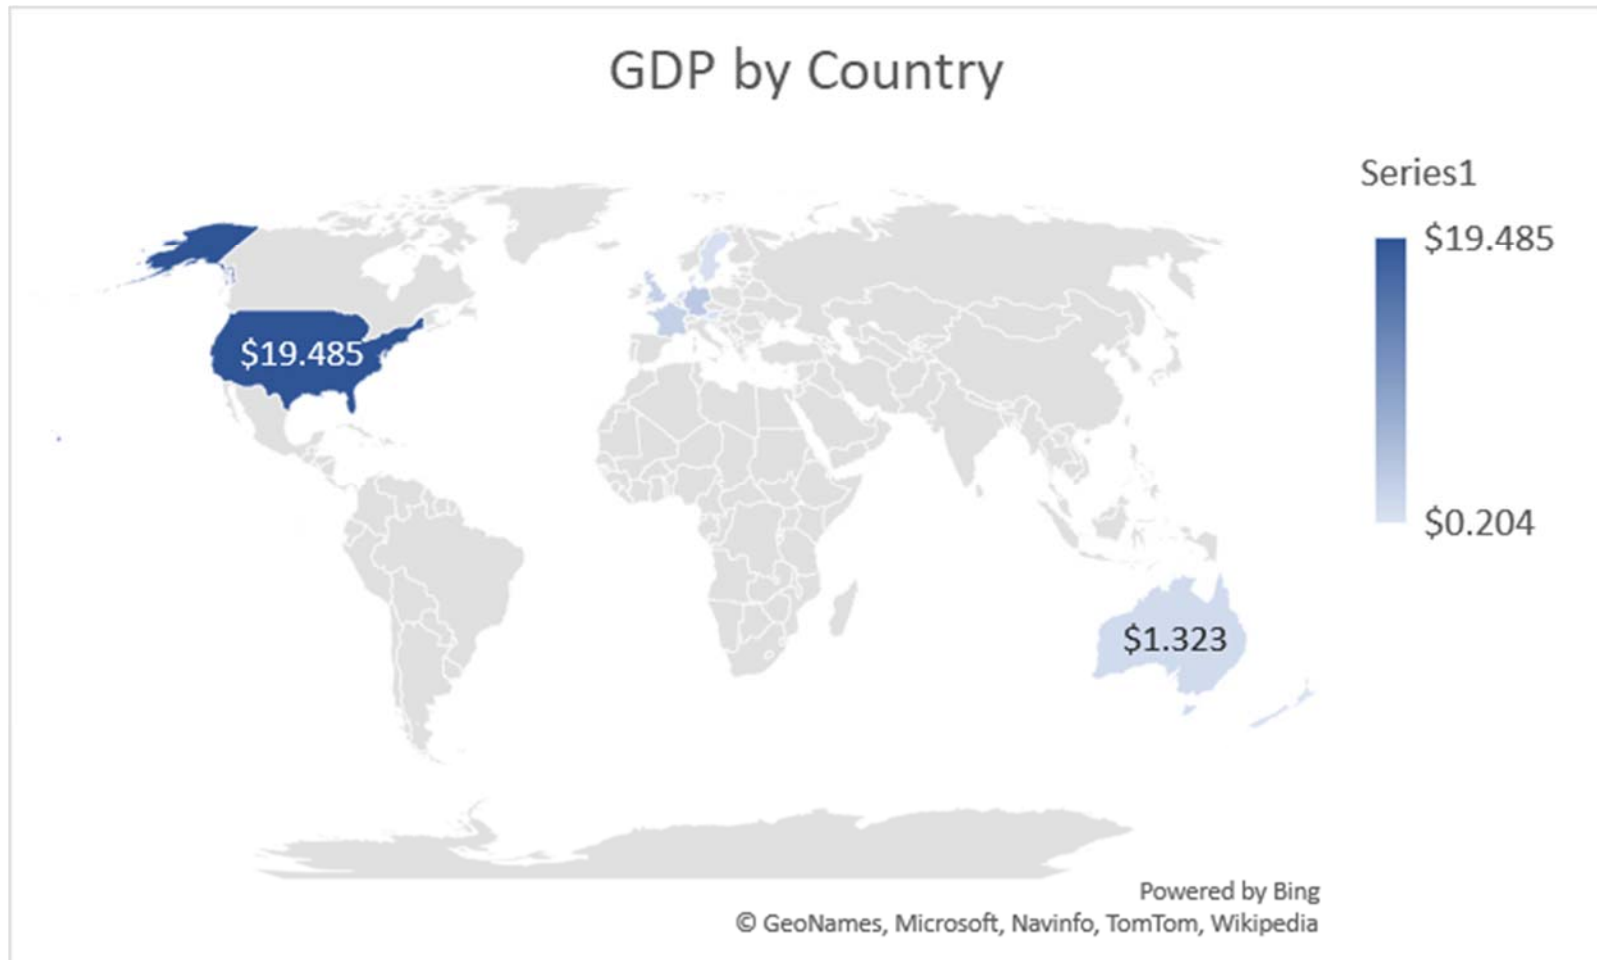 GDP by Country
Series1
$19.485
$0.204
$19.485
$1.323
Powered by Bing
© GeoNames, Microsoft, Navinfo, TomTom, Wikipedia